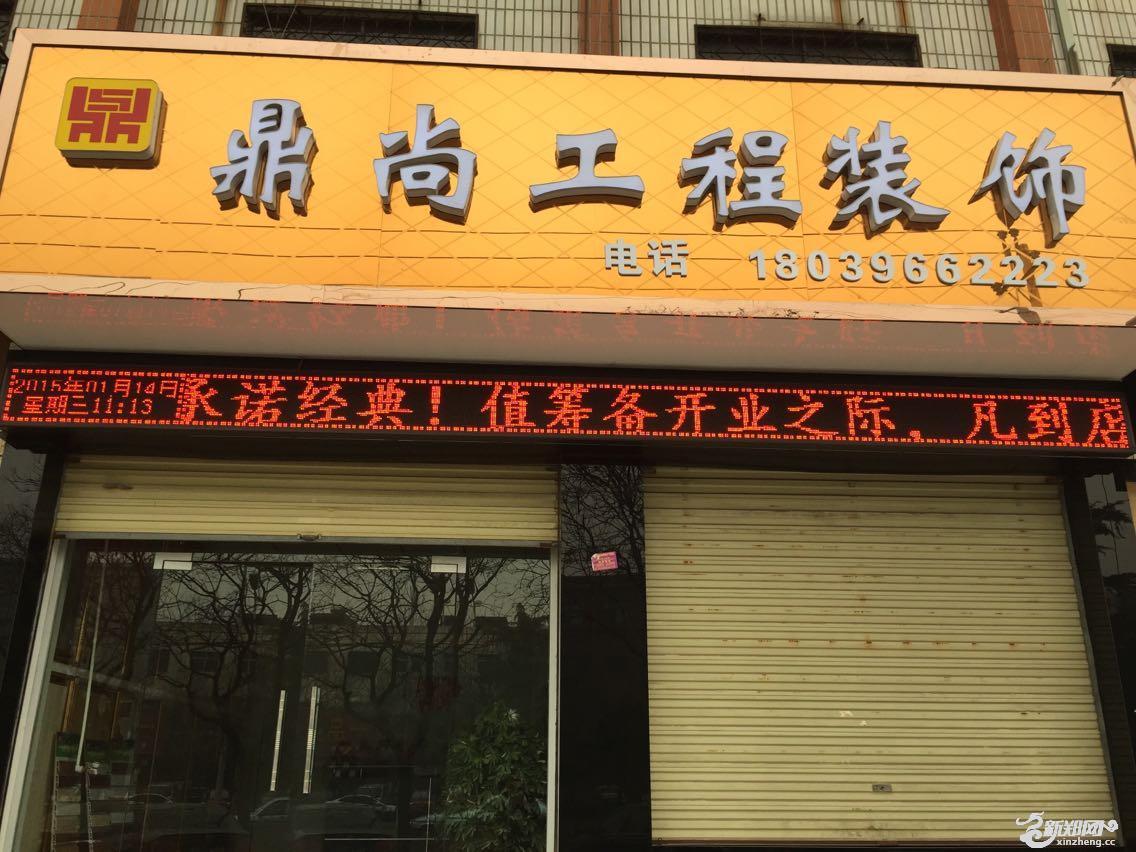 鼎尚工程装饰
电话 18039662223
2015年01月14日
星期三11:13
承诺经典！值筹备开业之际，凡到店
新郑网
xinzheng.cc